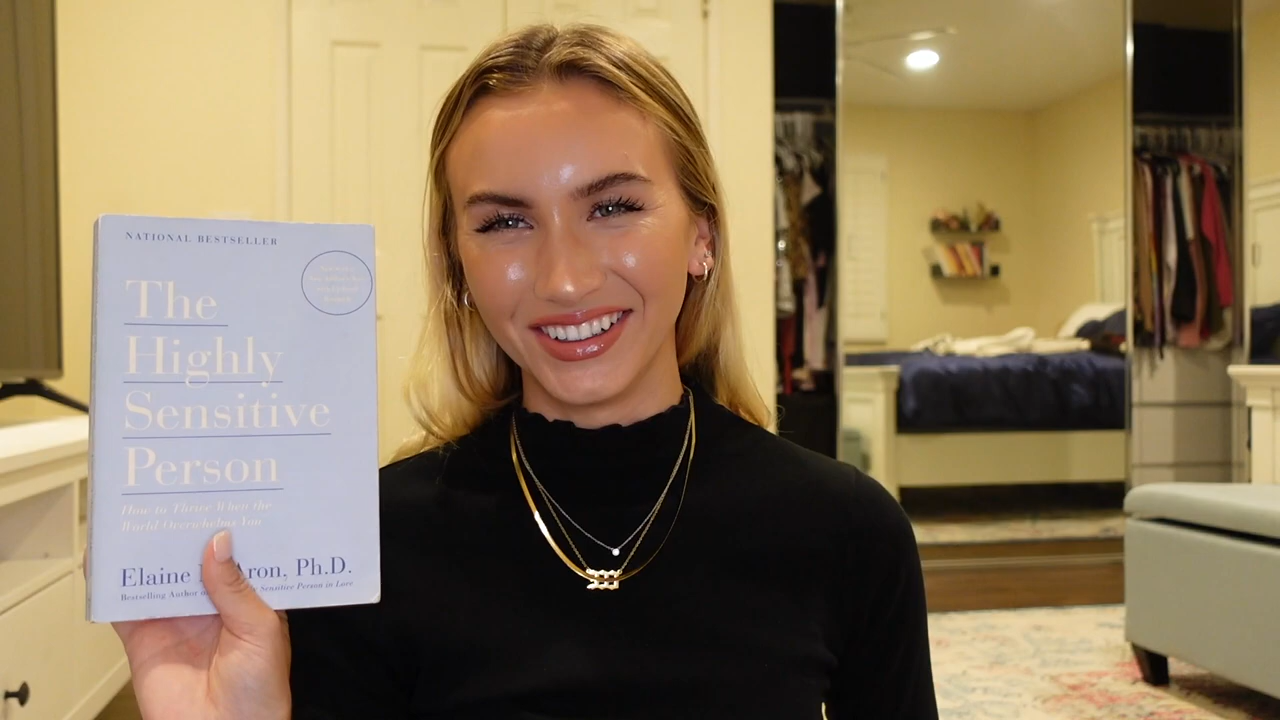 NATIONAL BESTSELLER
The
Highly
Sensitive
Person
How to Thrive When the
World Overwhelms You
Elaine Aron, Ph.D.
Bestselling Author Sensitive Person in Love